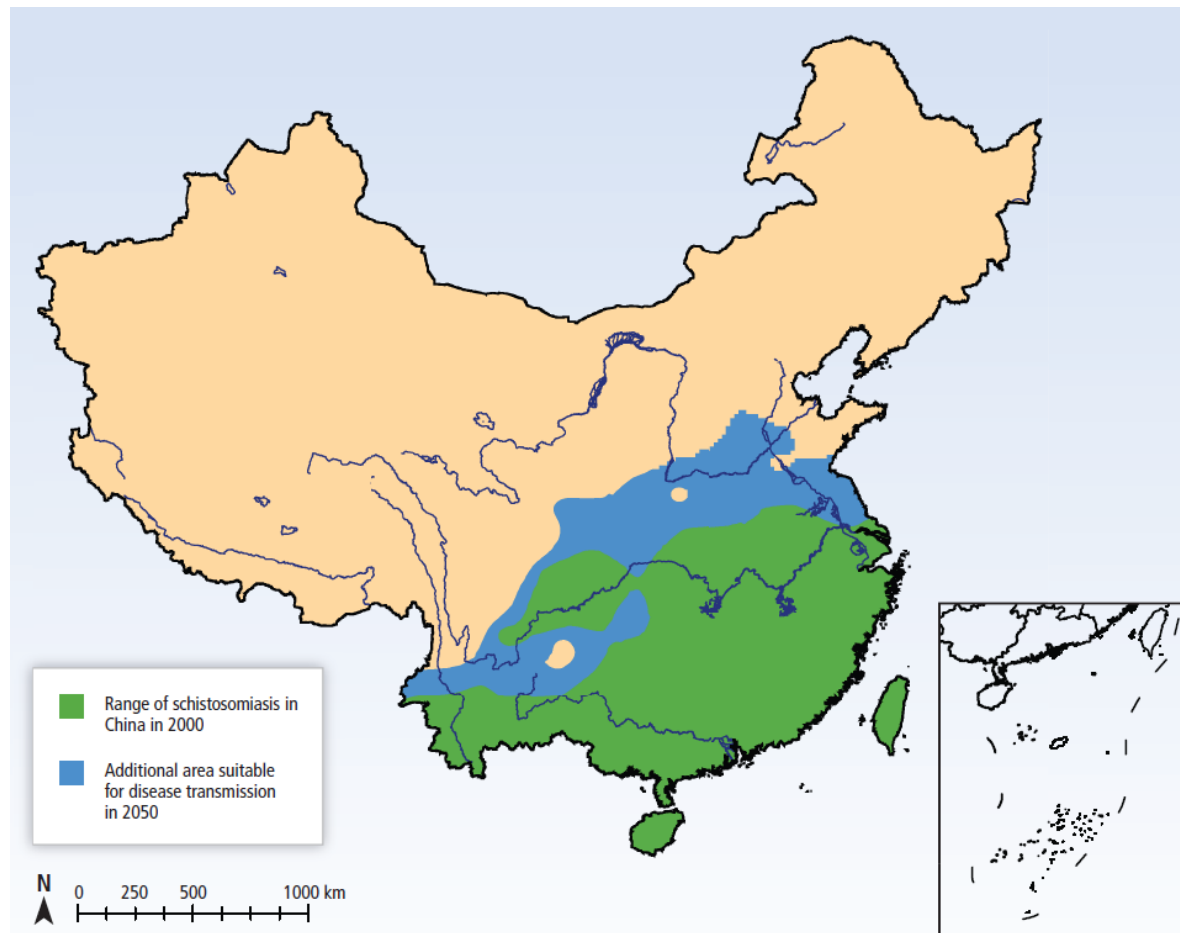 Range of schistosomiasis in
China in 2000
Additional area suitable
for disease transmission
in 2050
N
0 250 500 1000 km